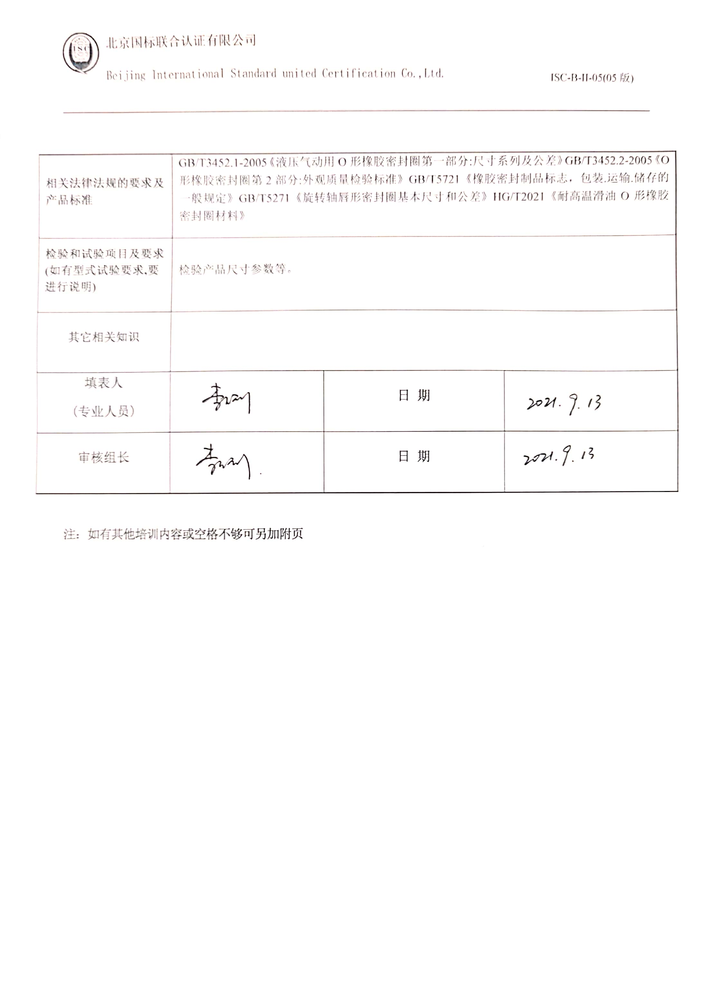 ISC
北京国标联合认证有限公司
Beijing International Standard united Certification Co.,Ltd.
ISC-B-II-05(05 版)
相关法律法规的要求及
产品标准
GB/T3452.1-2005《液压气动用 O 形橡胶密封圈第一部分:尺寸系列及公差》GB/T3452.2-2005《O
形橡胶密封圈第 2 部分:外观质量检验标准》GB/T5721《橡胶密封制品标志，包装.运输.储存的
一般规定》GB/T5271《旋转轴唇形密封圈基本尺寸和公差》HG/T2021《耐高温滑油 O 形橡胶
密封圈材料》
检验和试验项目及要求
(如有型式试验要求,要
进行说明)
检验产品尺寸参数等。
其它相关知识
填表人
（专业人员）
日 期
2021. 9. 13
审核组长
日 期
2021. 9. 13
注：如有其他培训内容或空格不够可另加附页